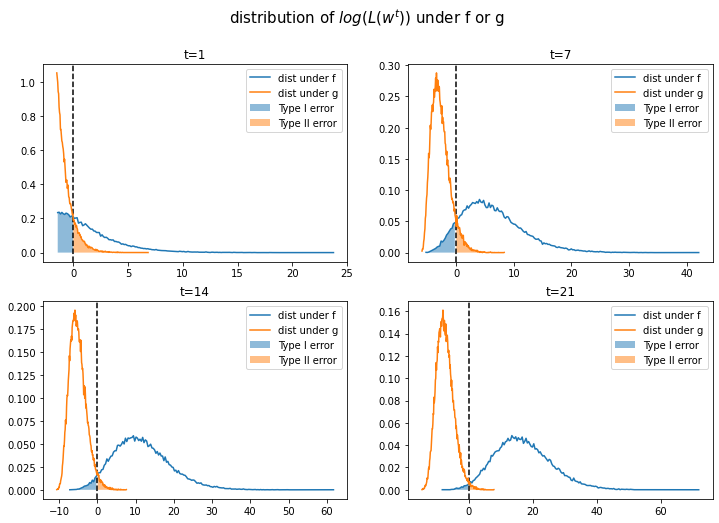 distribution of log(L(w^t)) under f or g
t=1
dist under f
dist under g
Type I error
Type II error
1.0
0.8
0.6
0.4
0.2
0.0
0 5 10 15 20 25
t=7
dist under f
dist under g
Type I error
Type II error
0.30
0.25
0.20
0.15
0.10
0.05
0.00
0 10 20 30 40
t=14
dist under f
dist under g
Type I error
Type II error
0.200
0.175
0.150
0.125
0.100
0.075
0.050
0.025
0.000
−10 0 10 20 30 40 50 60
t=21
dist under f
dist under g
Type I error
Type II error
0.16
0.14
0.12
0.10
0.08
0.06
0.04
0.02
0.00
0 20 40 60